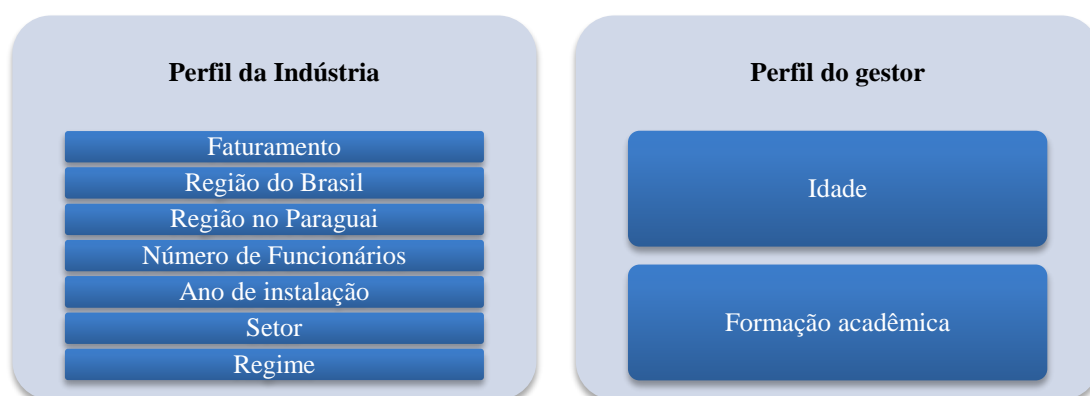 Perfil da Indústria
Faturamento
Região do Brasil
Região no Paraguai
Número de Funcionários
Ano de instalação
Setor
Regime
Perfil do gestor
Idade
Formação acadêmica